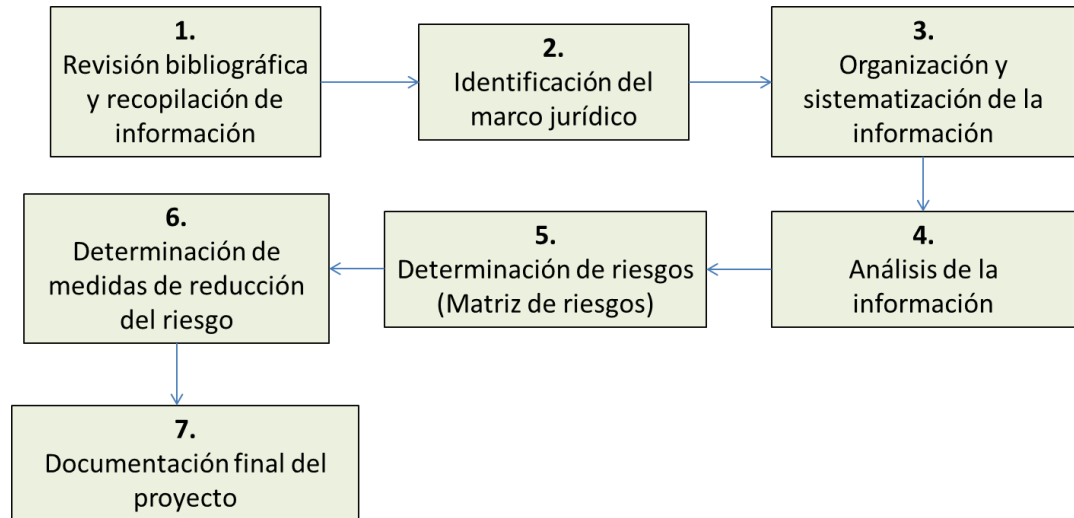 1.
Revisión bibliográfica
y recopilación de
información
2.
Identificación del
marco jurídico
3.
Organización y
sistematización de la
información
4.
Análisis de la
información
5.
Determinación de riesgos
(Matriz de riesgos)
6.
Determinación de
medidas de reducción
del riesgo
7.
Documentación final del
proyecto